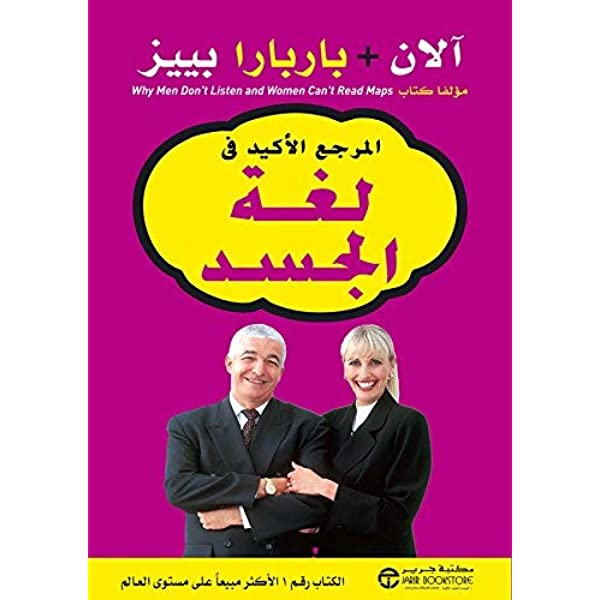 آلان + باربارا بييز
مؤلفا كتاب Why Men Don't Listen and Women Can't Read Maps
المرجع الأكيد فى
لغة
الجسد
الكتاب رقم ١ الأكثر مبيعاً على مستوى العالم
مكتبة جرير
JARIR BOOKSTORE